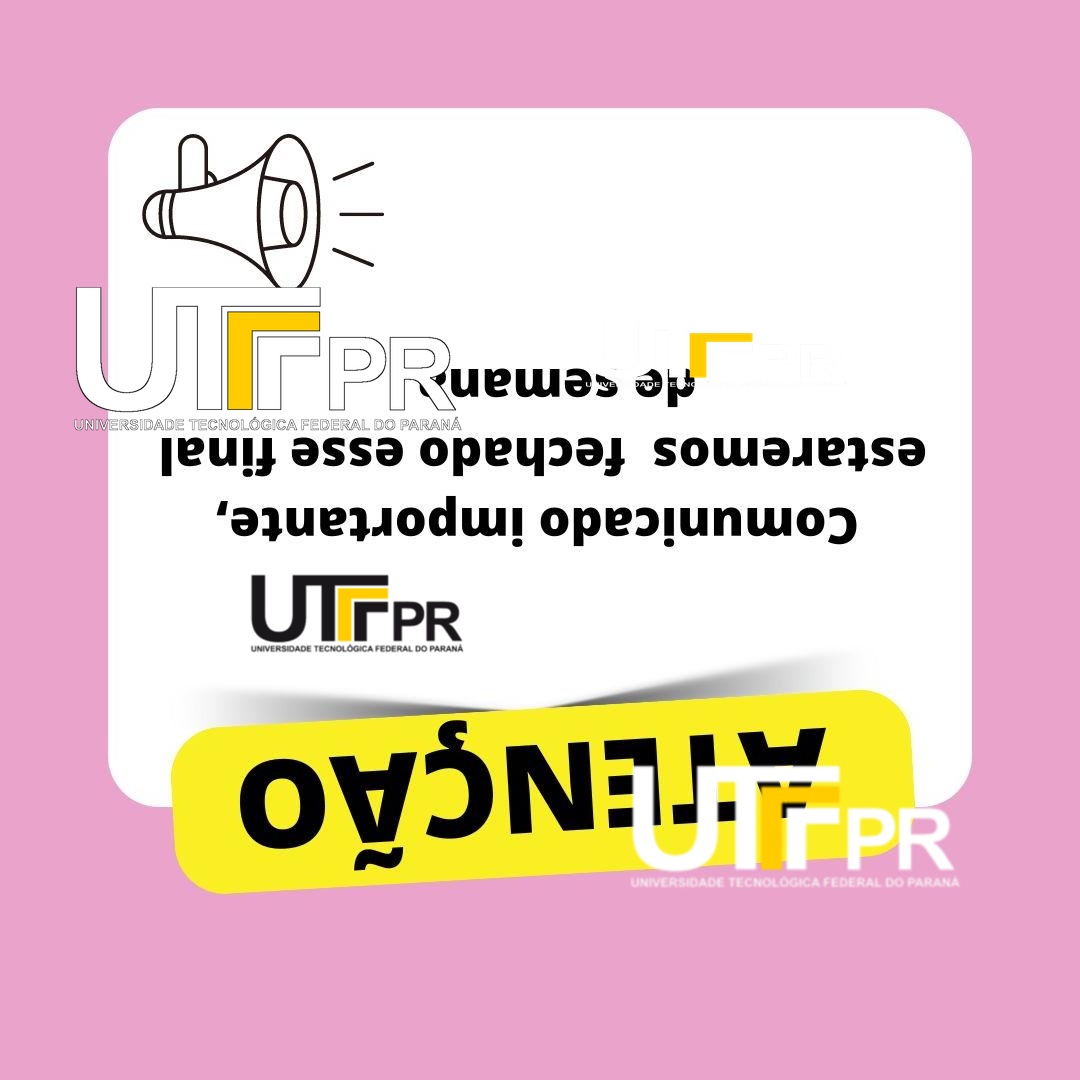 ATENÇÃO
Comunicado importante,
estaremos fechado esse final
de semana
UTFPR
UNIVERSIDADE TECNOLÓGICA FEDERAL DO PARANÁ
UTFPR
UNIVERSIDADE TECNOLÓGICA FEDERAL DO PARANÁ
UTFPR
UNIVERSIDADE TECNOLÓGICA FEDERAL DO PARANÁ